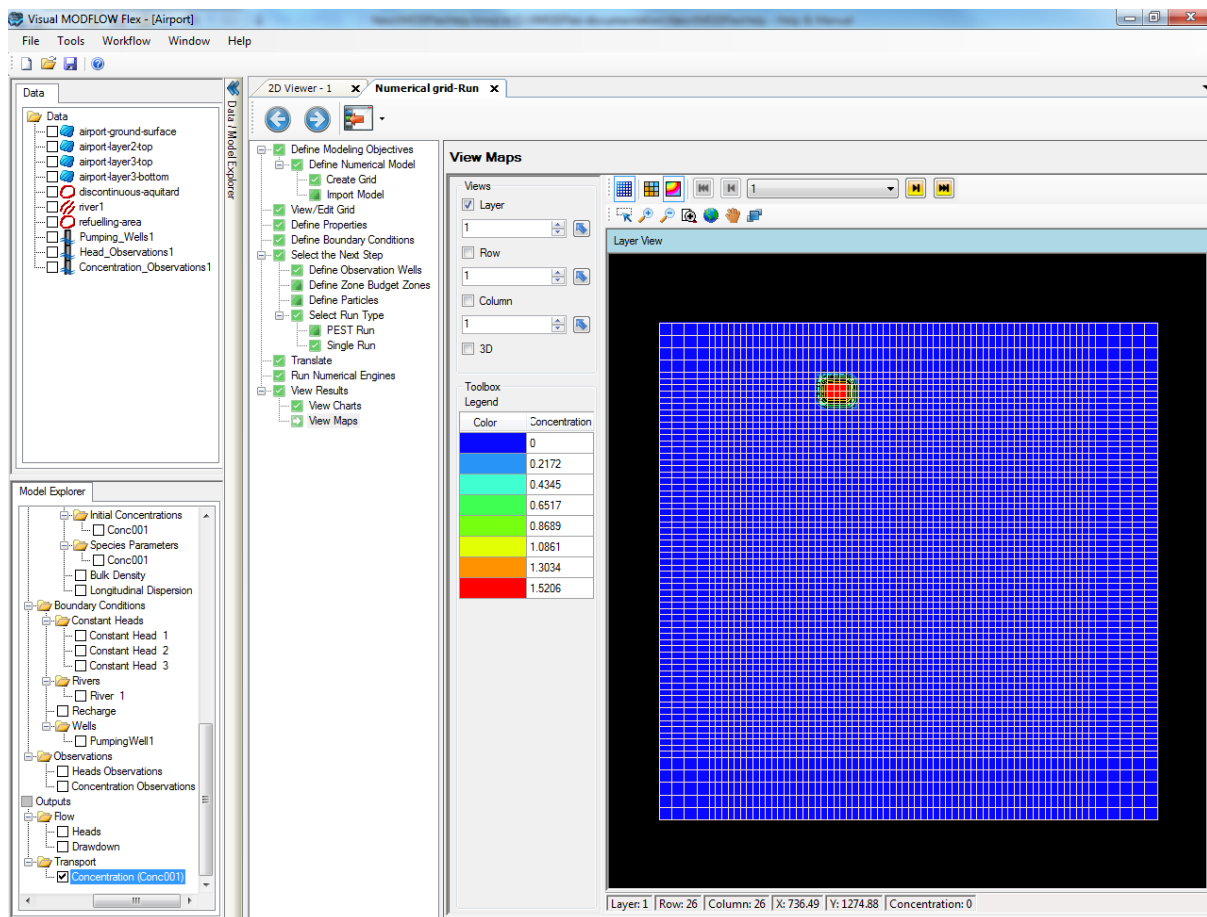 Visual MODFLOW Flex - [Airport]
File Tools Workflow Window Help
Data
Data
airport-ground-surface
airport-layer2-top
airport-layer3-top
airport-layer3-bottom
discontinuous-aquitard
river1
refuelling-area
Pumping_Wells1
Head_Observations1
Concentration_Observations1
Data / Model Explorer
Model Explorer
Initial Concentrations
Conc001
Species Parameters
Conc001
Bulk Density
Longitudinal Dispersion
Boundary Conditions
Constant Heads
Constant Head 1
Constant Head 2
Constant Head 3
Rivers
River 1
Recharge
Wells
PumpingWell1
Observations
Heads Observations
Concentration Observations
Outputs
Flow
Heads
Drawdown
Transport
Concentration (Conc001)
2D Viewer - 1 Numerical grid-Run
Define Modeling Objectives
Define Numerical Model
Create Grid
Import Model
View/Edit Grid
Define Properties
Define Boundary Conditions
Select the Next Step
Define Observation Wells
Define Zone Budget Zones
Define Particles
Select Run Type
PEST Run
Single Run
Translate
Run Numerical Engines
View Results
View Charts
View Maps
View Maps
Views
Layer
1
Row
1
Column
1
3D
Toolbox
Legend
Color Concentration
0
0.2172
0.4345
0.6517
0.8689
1.0861
1.3034
1.5206
1
Layer View
Layer: 1 Row: 26 Column: 26 X: 736.49 Y: 1274.88 Concentration: 0